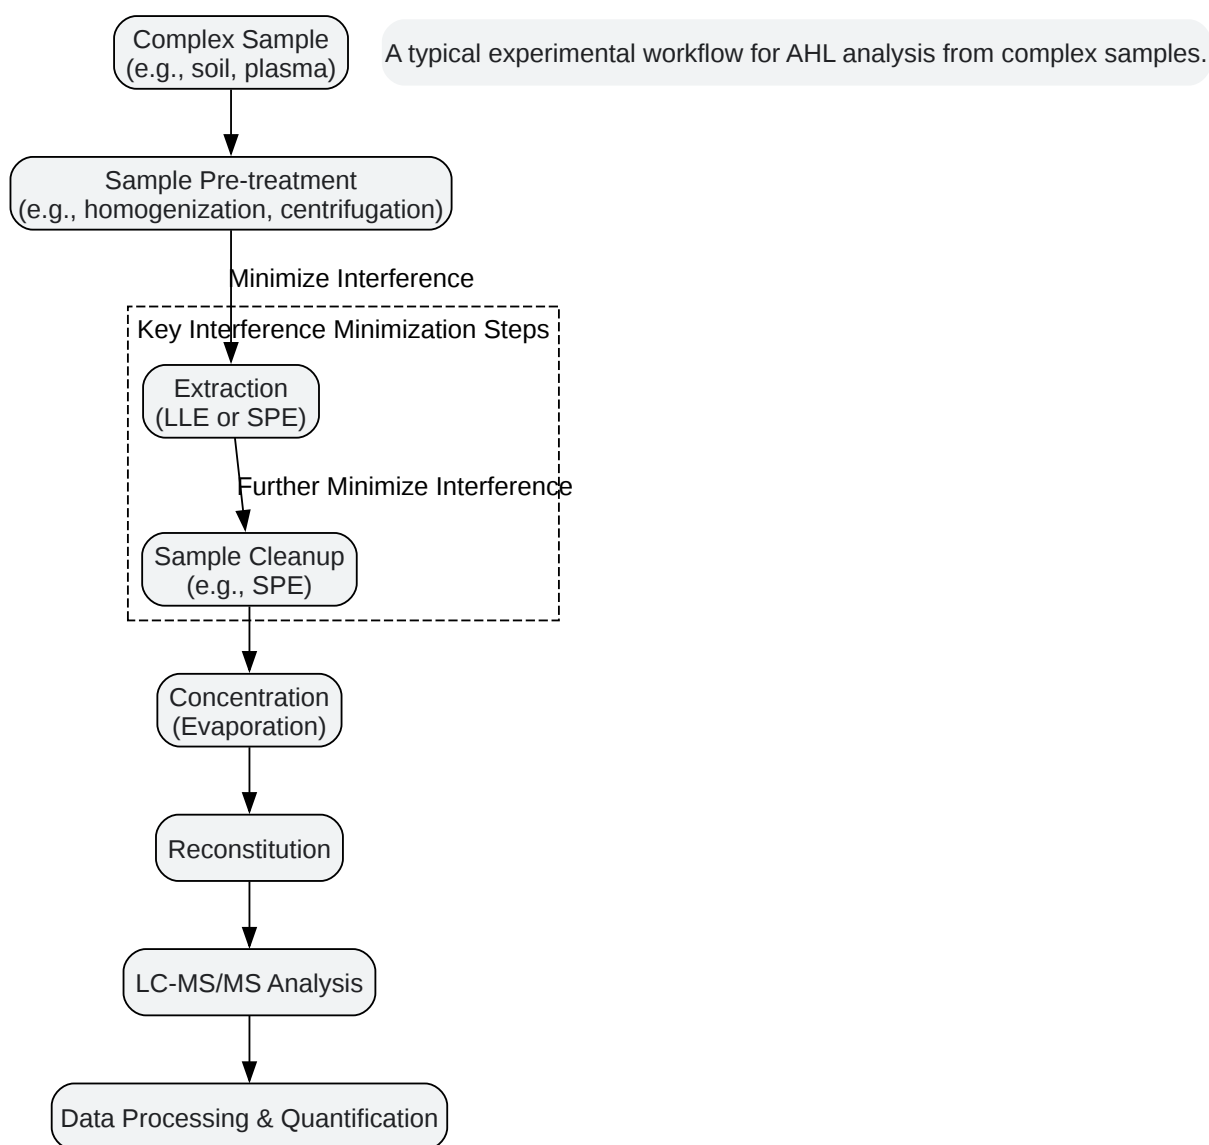 Complex Sample
(e.g., soil, plasma)
A typical experimental workflow for AHL analysis from complex samples.
Sample Pre-treatment
(e.g., homogenization, centrifugation)
Minimize Interference
Key Interference Minimization Steps
Extraction
(LLE or SPE)
Further Minimize Interference
Sample Cleanup
(e.g., SPE)
Concentration
(Evaporation)
Reconstitution
LC-MS/MS Analysis
Data Processing & Quantification